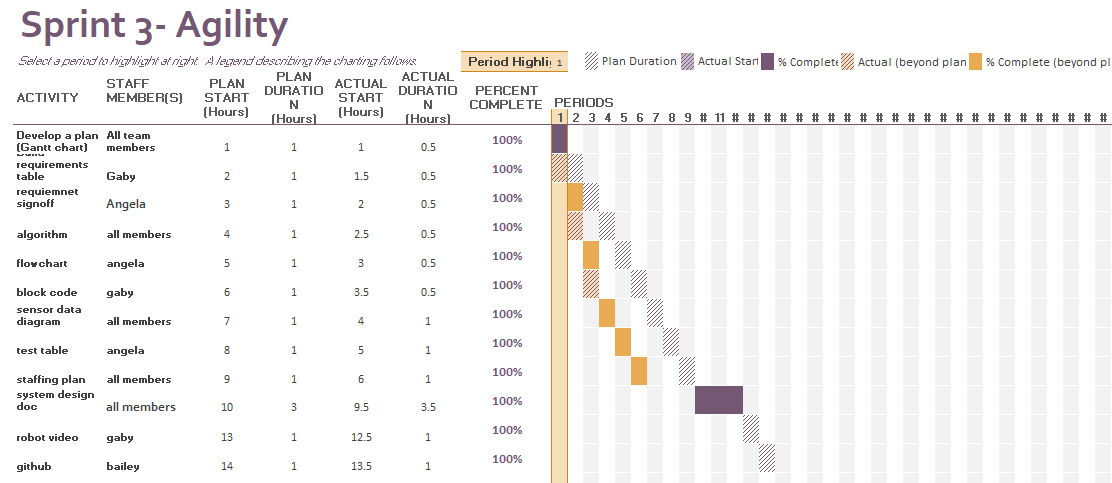 Sprint 3- Agility
Select a period to highlight at right. A legend describing the charting follows.
Period Highli 1
Plan Duration
Actual Start
% Complete
Actual (beyond plan
% Complete (beyond pl
ACTIVITY STAFF MEMBER(S) PLAN START (Hours) PLAN DURATIO N (Hours) ACTUAL START (Hours) ACTUAL DURATIO N (Hours) PERCENT COMPLETE PERIODS
1 2 3 4 5 6 7 8 9 # 11 # # # # # # # # # # # # # # # # # # # # # # # #
Develop a plan (Gantt chart) All team members 1 1 1 0.5 100%
requirements table Gaby 2 1 1.5 0.5 100%
requiemnet signoff Angela 3 1 2 0.5 100%
algorithm all members 4 1 2.5 0.5 100%
flowchart angela 5 1 3 0.5 100%
block code gaby 6 1 3.5 0.5 100%
sensor data diagram all members 7 1 4 1 100%
test table angela 8 1 5 1 100%
staffing plan all members 9 1 6 1 100%
system design doc all members 10 3 9.5 3.5 100%
robot video gaby 13 1 12.5 1 100%
github bailey 14 1 13.5 1 100%